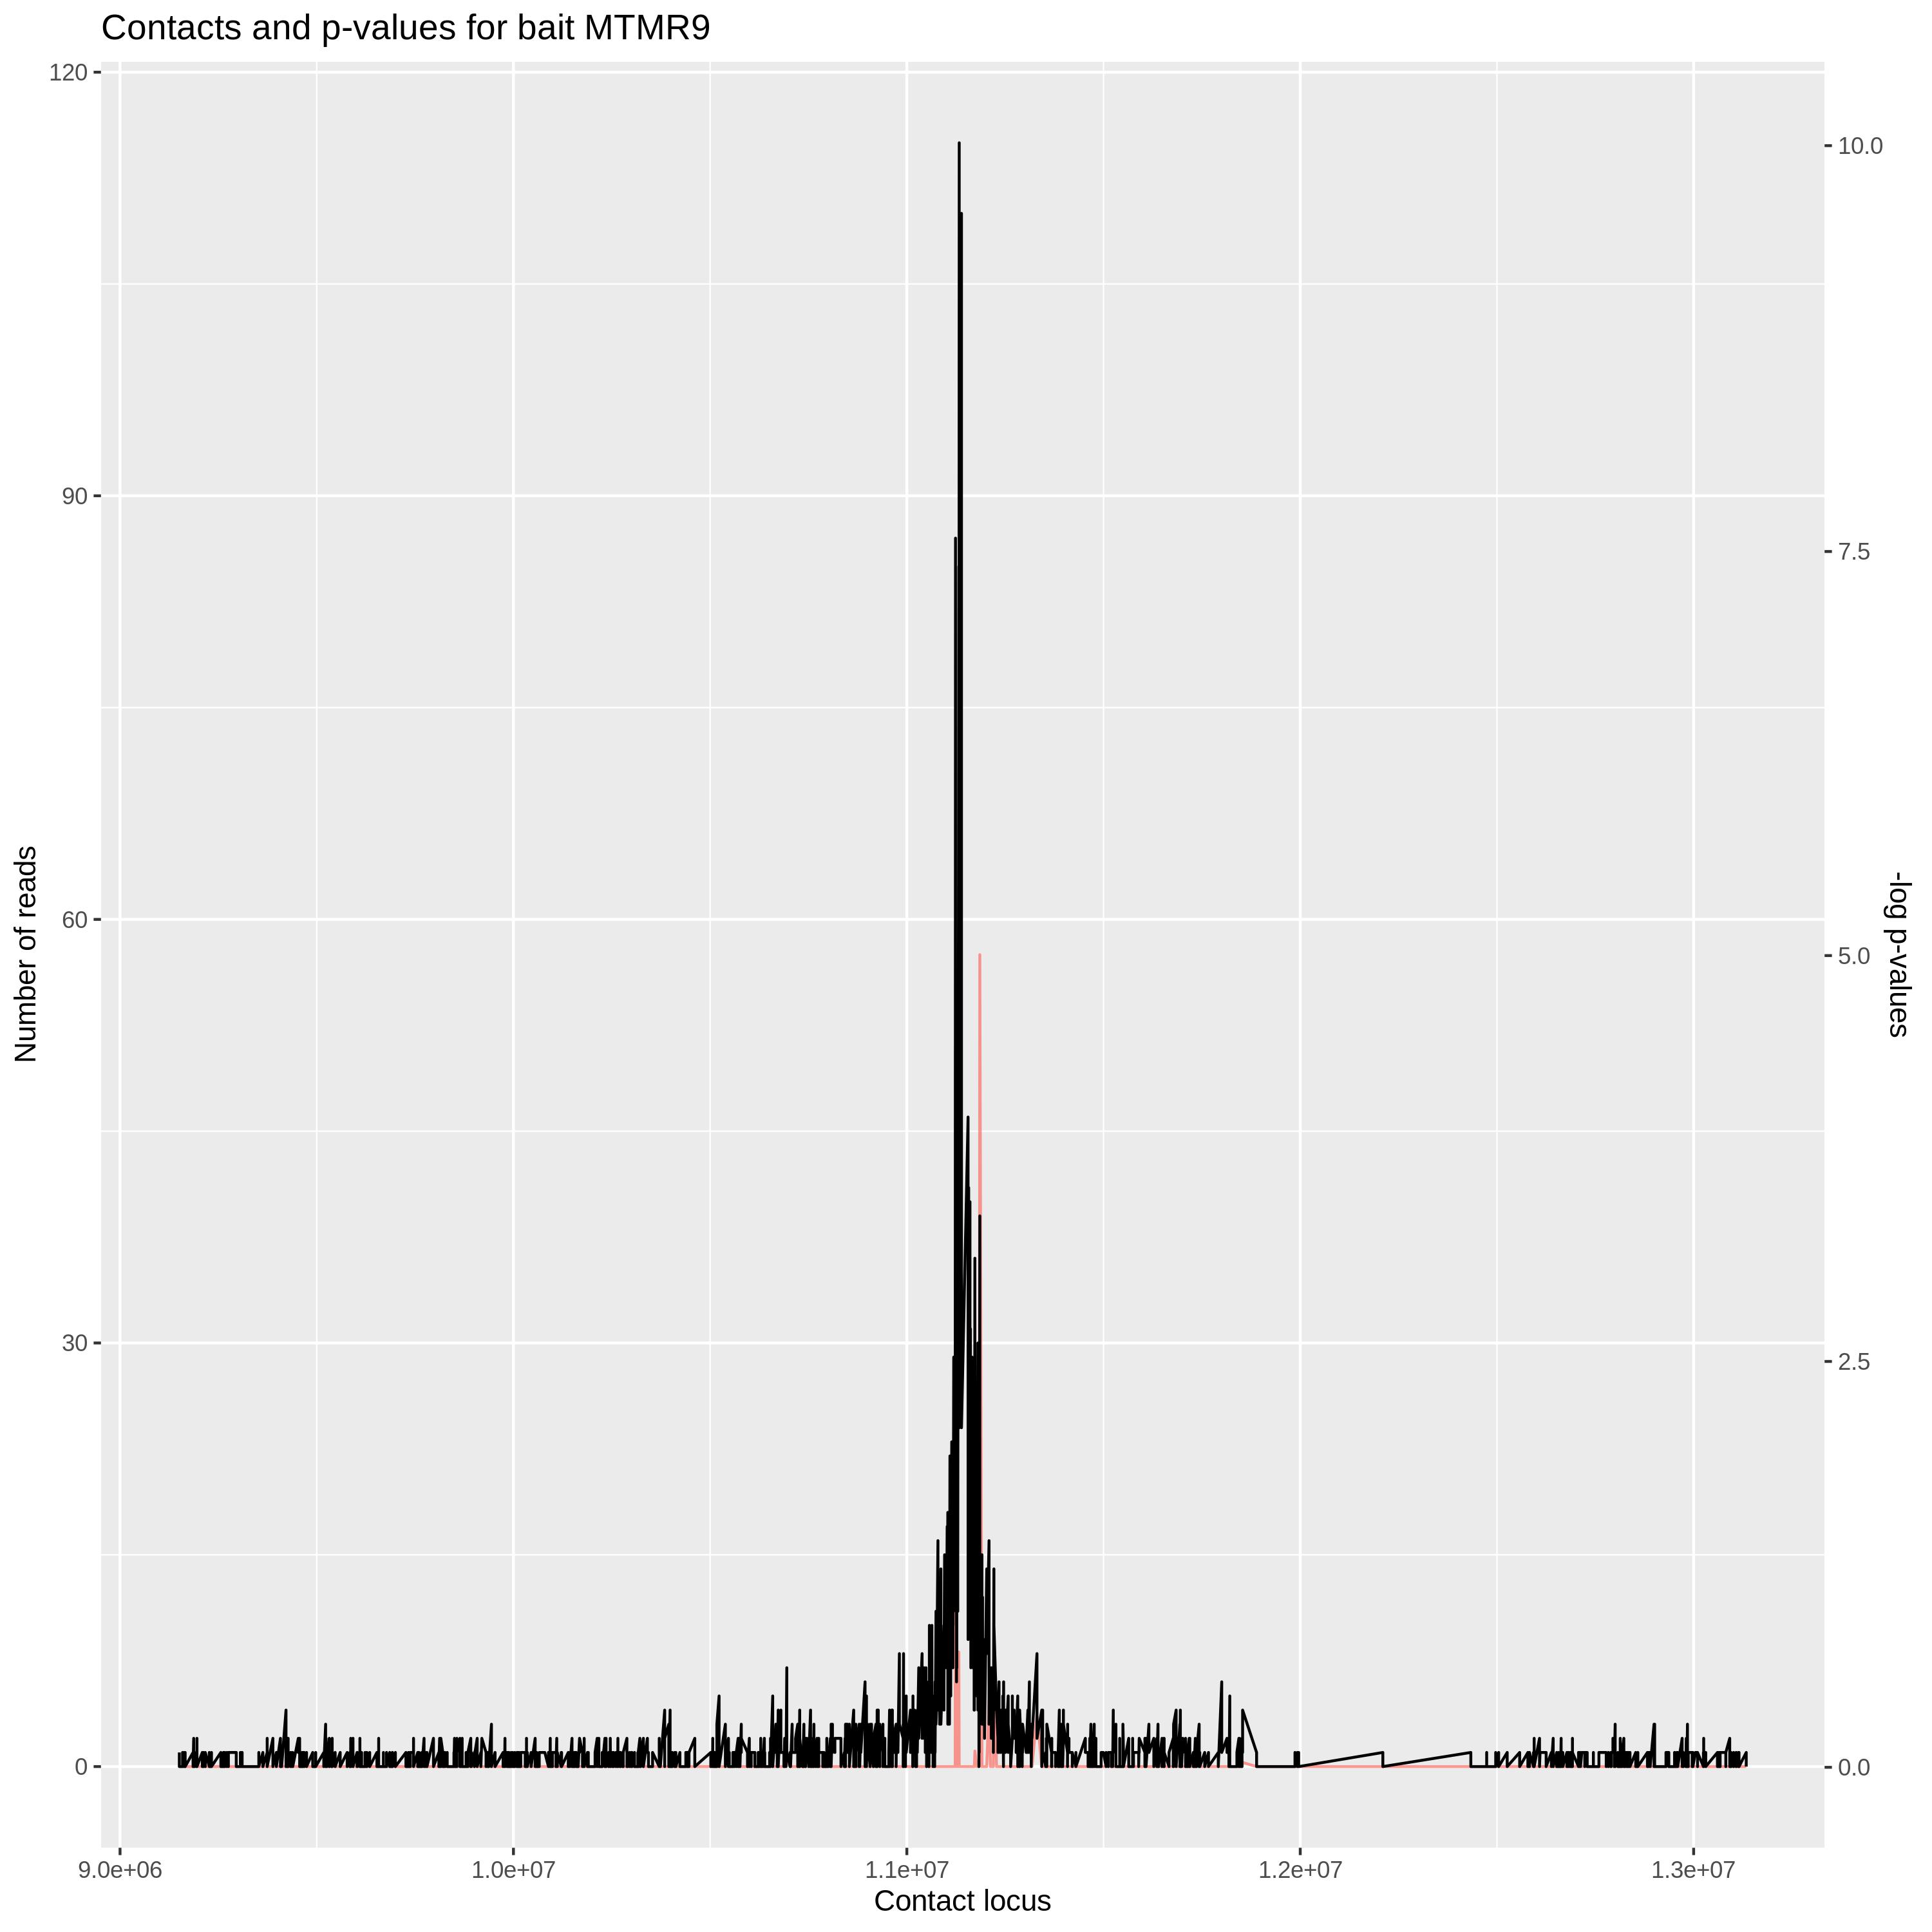 Contacts and p-values for bait MTMR9
120
90
60
30
0
Number of reads
10.0
7.5
5.0
2.5
0.0
-log p-values
9.0e+06 1.0e+07 1.1e+07 1.2e+07 1.3e+07
Contact locus